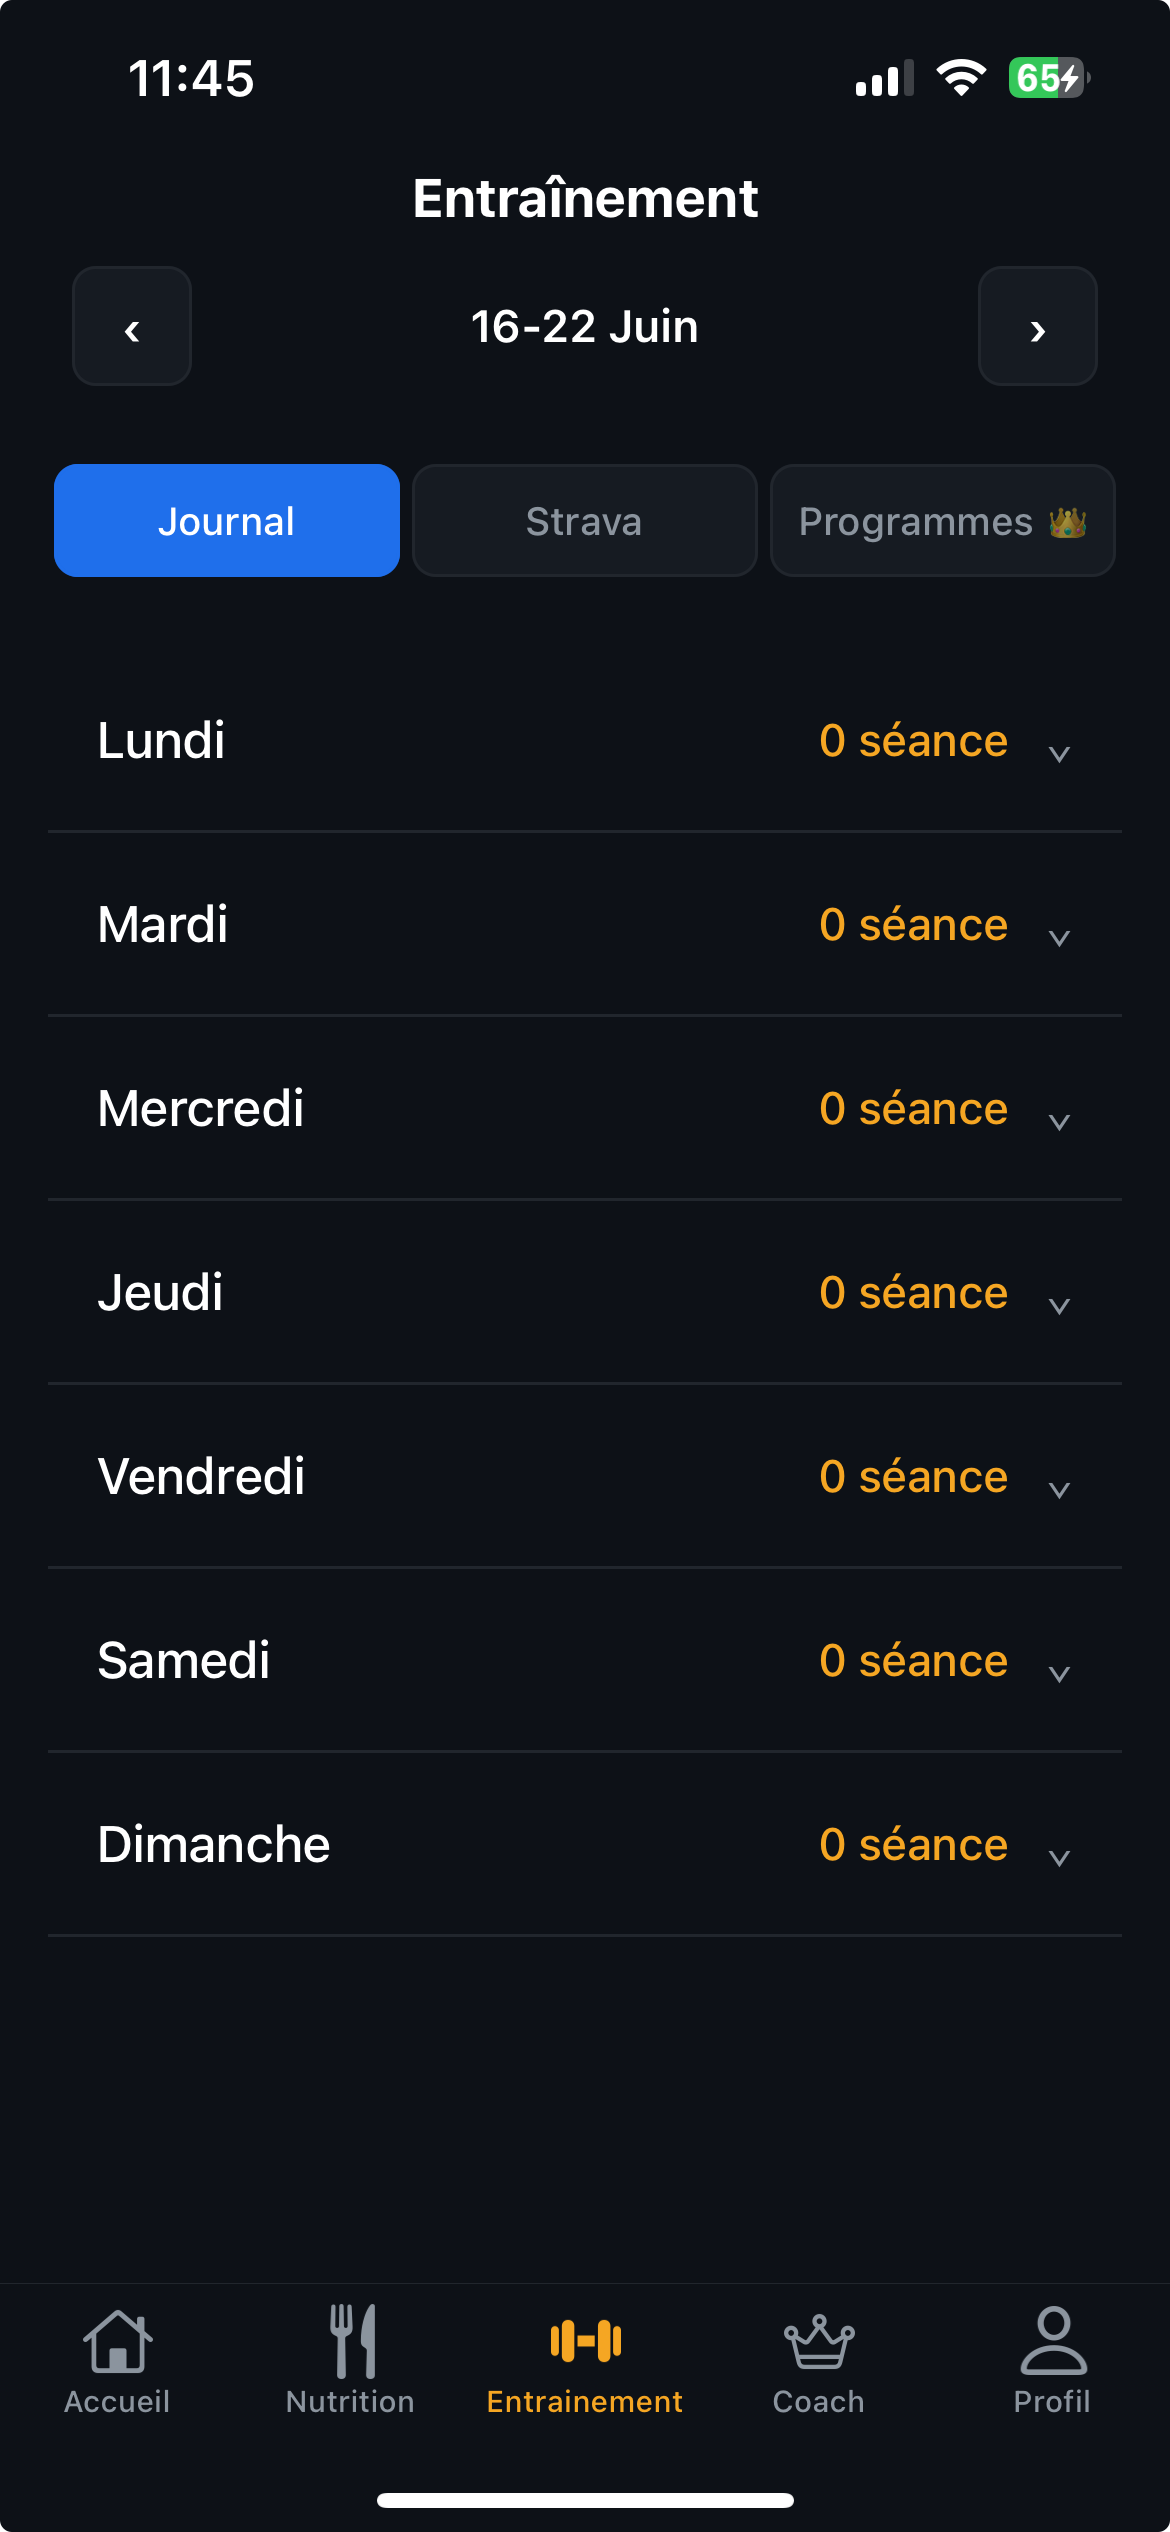 11:45
65
Entraînement
‹ 16-22 Juin ›
Journal Strava Programmes 👑
Lundi 0 séance
Mardi 0 séance
Mercredi 0 séance
Jeudi 0 séance
Vendredi 0 séance
Samedi 0 séance
Dimanche 0 séance
Accueil Nutrition Entrainement Coach Profil